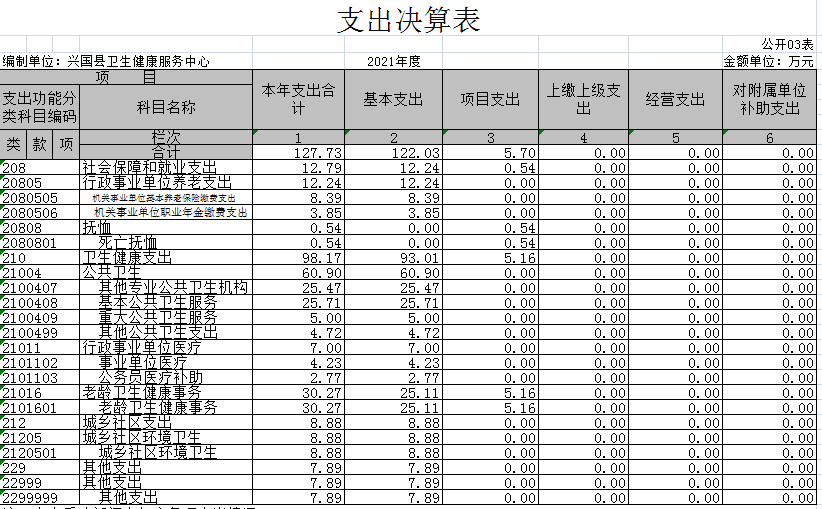 支出决算表
公开03表
编制单位：兴国县卫生健康服务中心 2021年度 金额单位：万元
项 目 本年支出合计 基本支出 项目支出 上缴上级支出 经营支出 对附属单位补助支出
支出功能分类科目编码 科目名称
类 款 项 栏次 1 2 3 4 5 6
合计 127.73 122.03 5.70 0.00 0.00 0.00
208 社会保障和就业支出 12.79 12.24 0.54 0.00 0.00 0.00
20805 行政事业单位养老支出 12.24 12.24 0.00 0.00 0.00 0.00
2080505 机关事业单位基本养老保险缴费支出 8.39 8.39 0.00 0.00 0.00 0.00
2080506 机关事业单位职业年金缴费支出 3.85 3.85 0.00 0.00 0.00 0.00
20808 抚恤 0.54 0.00 0.54 0.00 0.00 0.00
2080801 死亡抚恤 0.54 0.00 0.54 0.00 0.00 0.00
210 卫生健康支出 98.17 93.01 5.16 0.00 0.00 0.00
21004 公共卫生 60.90 60.90 0.00 0.00 0.00 0.00
2100407 其他专业公共卫生机构 25.47 25.47 0.00 0.00 0.00 0.00
2100408 基本公共卫生服务 25.71 25.71 0.00 0.00 0.00 0.00
2100409 重大公共卫生服务 5.00 5.00 0.00 0.00 0.00 0.00
2100499 其他公共卫生支出 4.72 4.72 0.00 0.00 0.00 0.00
21011 行政事业单位医疗 7.00 7.00 0.00 0.00 0.00 0.00
2101102 事业单位医疗 4.23 4.23 0.00 0.00 0.00 0.00
2101103 公务员医疗补助 2.77 2.77 0.00 0.00 0.00 0.00
21016 老龄卫生健康事务 30.27 25.11 5.16 0.00 0.00 0.00
2101601 老龄卫生健康事务 30.27 25.11 5.16 0.00 0.00 0.00
212 城乡社区支出 8.88 8.88 0.00 0.00 0.00 0.00
21205 城乡社区环境卫生 8.88 8.88 0.00 0.00 0.00 0.00
2120501 城乡社区环境卫生 8.88 8.88 0.00 0.00 0.00 0.00
229 其他支出 7.89 7.89 0.00 0.00 0.00 0.00
22999 其他支出 7.89 7.89 0.00 0.00 0.00 0.00
2299999 其他支出 7.89 7.89 0.00 0.00 0.00 0.00